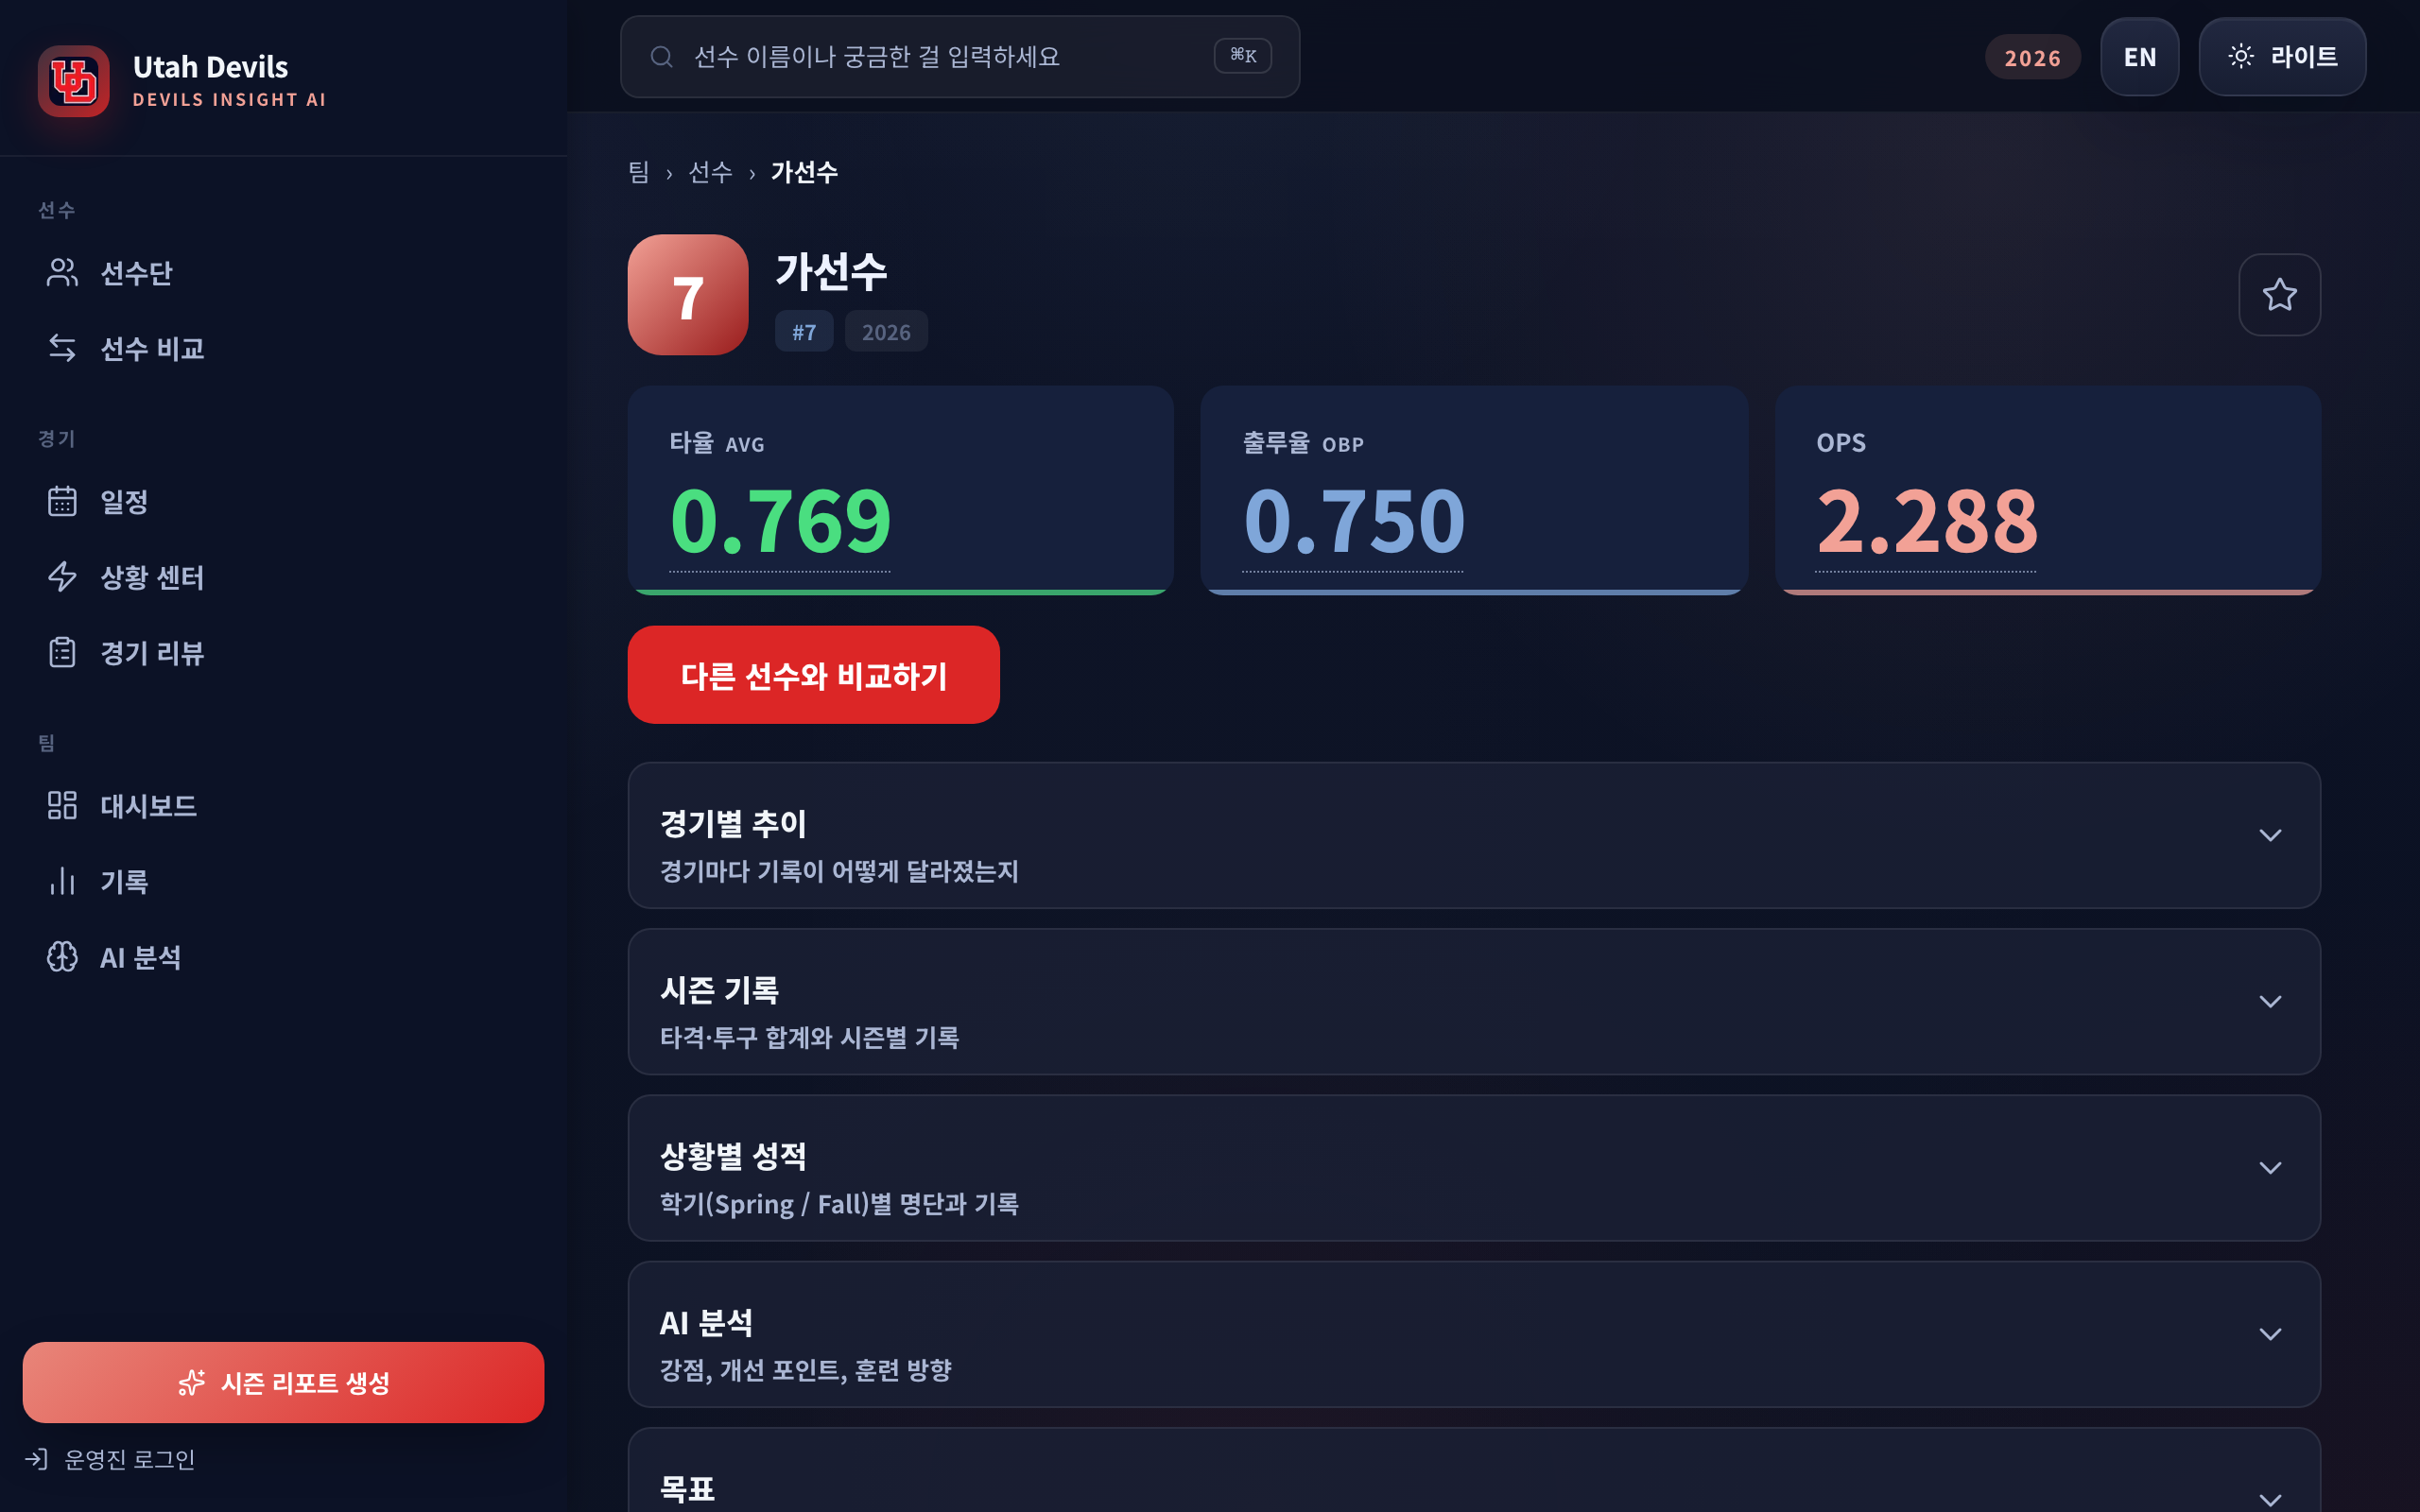 Utah Devils
DEVILS INSIGHT AI
선수
선수단
선수 비교
경기
일정
상황 센터
경기 리뷰
팀
대시보드
기록
AI 분석
시즌 리포트 생성
운영진 로그인
선수 이름이나 궁금한 걸 입력하세요
⌘K
2026
EN
라이트
팀 › 선수 › 가선수
7
가선수
#7 2026
타율 AVG
0.769
출루율 OBP
0.750
OPS
2.288
다른 선수와 비교하기
경기별 추이
경기마다 기록이 어떻게 달라졌는지
시즌 기록
타격·투구 합계와 시즌별 기록
상황별 성적
학기(Spring / Fall)별 명단과 기록
AI 분석
강점, 개선 포인트, 훈련 방향
목표